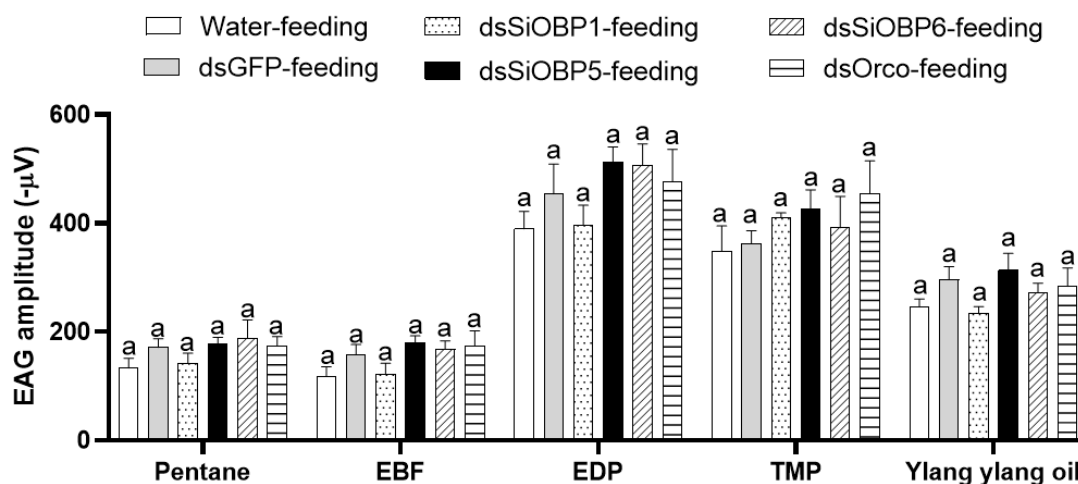 Water-feeding dsSiOBP1-feeding dsSiOBP6-feeding
dsGFP-feeding dsSiOBP5-feeding dsOrco-feeding
EAG amplitude (-μV)
600
400
200
0
a a a a a a
a a a a a a
a a a a a a
a a a a a a
a a a a a a
Pentane EBF EDP TMP Ylang ylang oil